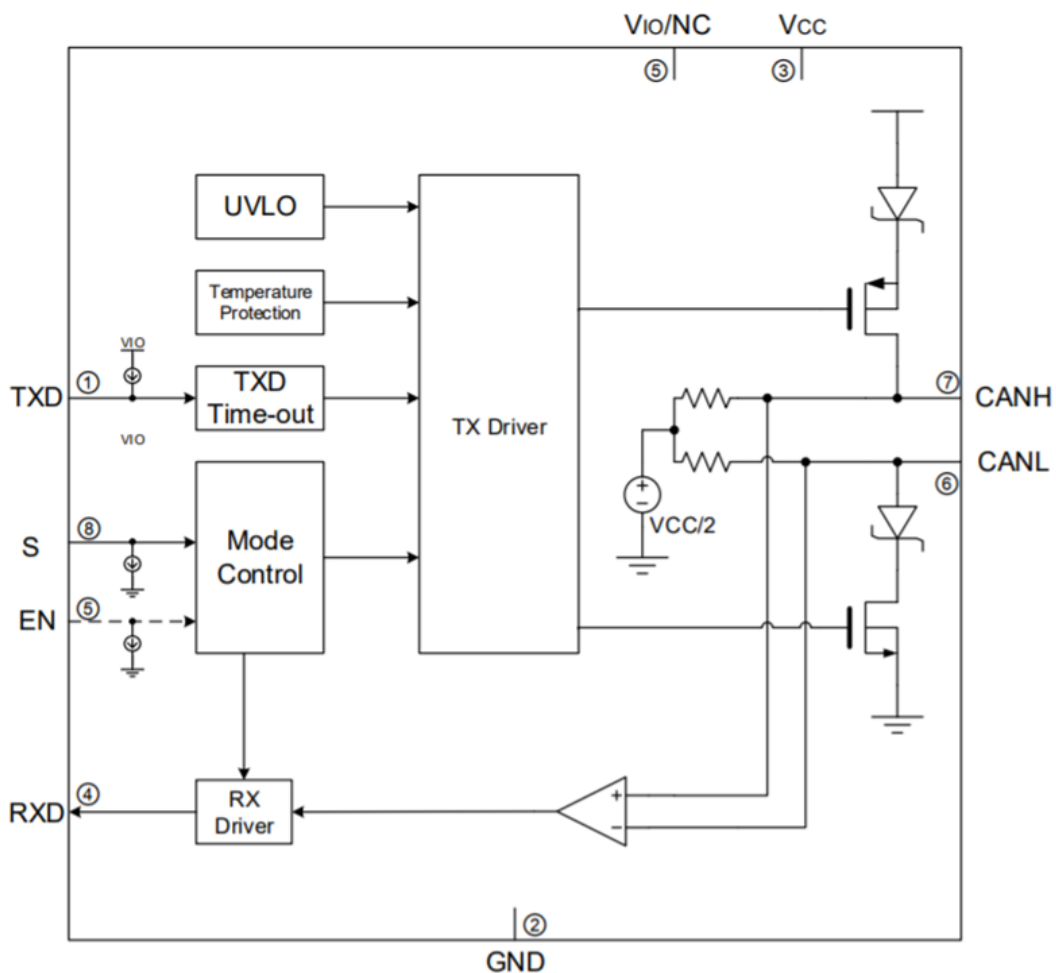 VIO/NC
VCC
⑤
③
UVLO
Temperature
Protection
VIO
TXD
①
TXD
Time-out
VIO
TX Driver
⑦
CANH
CANL
⑥
+
−
VCC/2
S
⑧
Mode
Control
EN
⑤
RXD
④
RX
Driver
+
−
②
GND